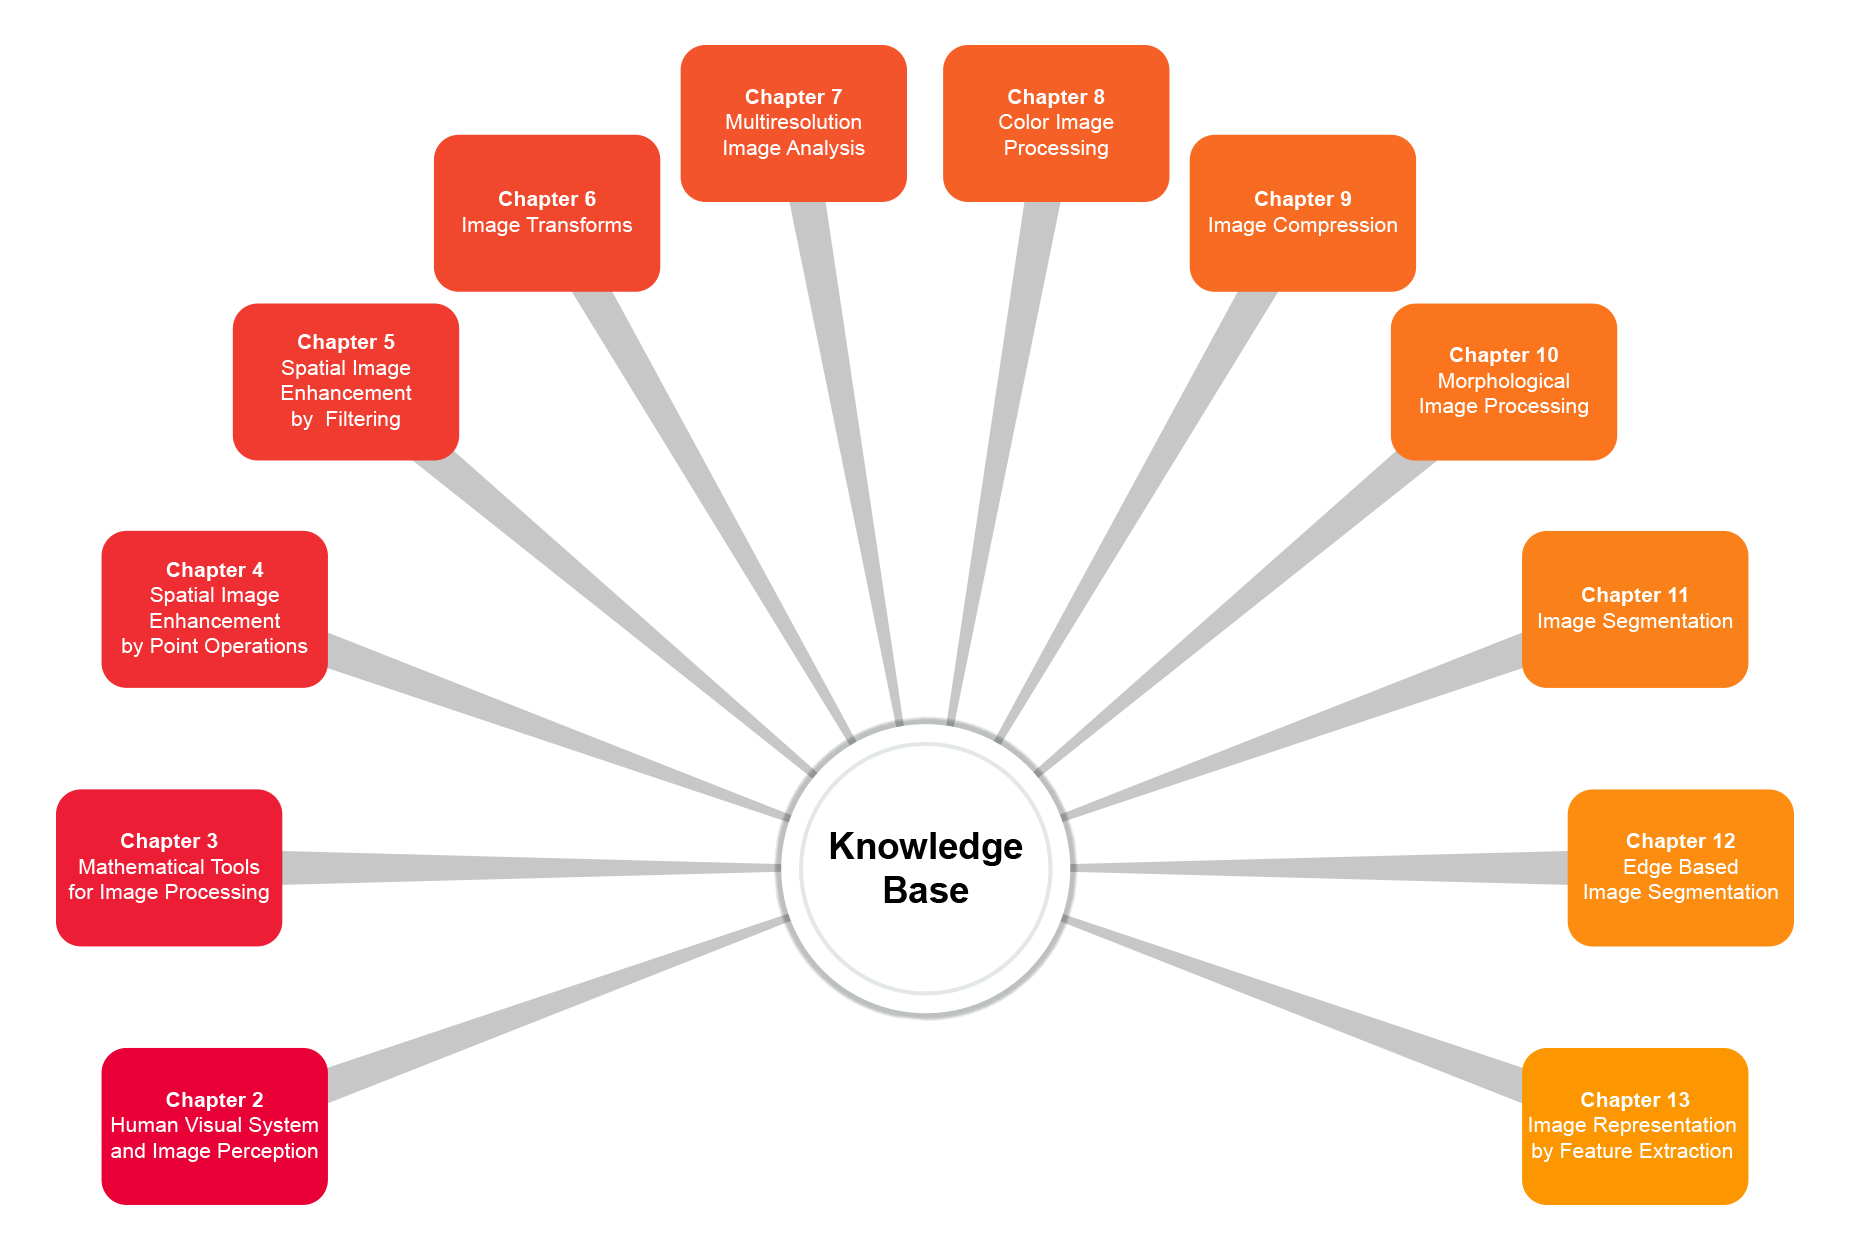 Chapter 7
Multiresolution
Image Analysis
Chapter 8
Color Image
Processing
Chapter 6
Image Transforms
Chapter 9
Image Compression
Chapter 5
Spatial Image
Enhancement
by  Filtering
Chapter 10
Morphological
Image Processing
Chapter 4
Spatial Image
Enhancement
by Point Operations
Chapter 11
Image Segmentation
Chapter 3
Mathematical Tools
for Image Processing
Knowledge
Base
Chapter 12
Edge Based
Image Segmentation
Chapter 2
Human Visual System
and Image Perception
Chapter 13
Image Representation
by Feature Extraction